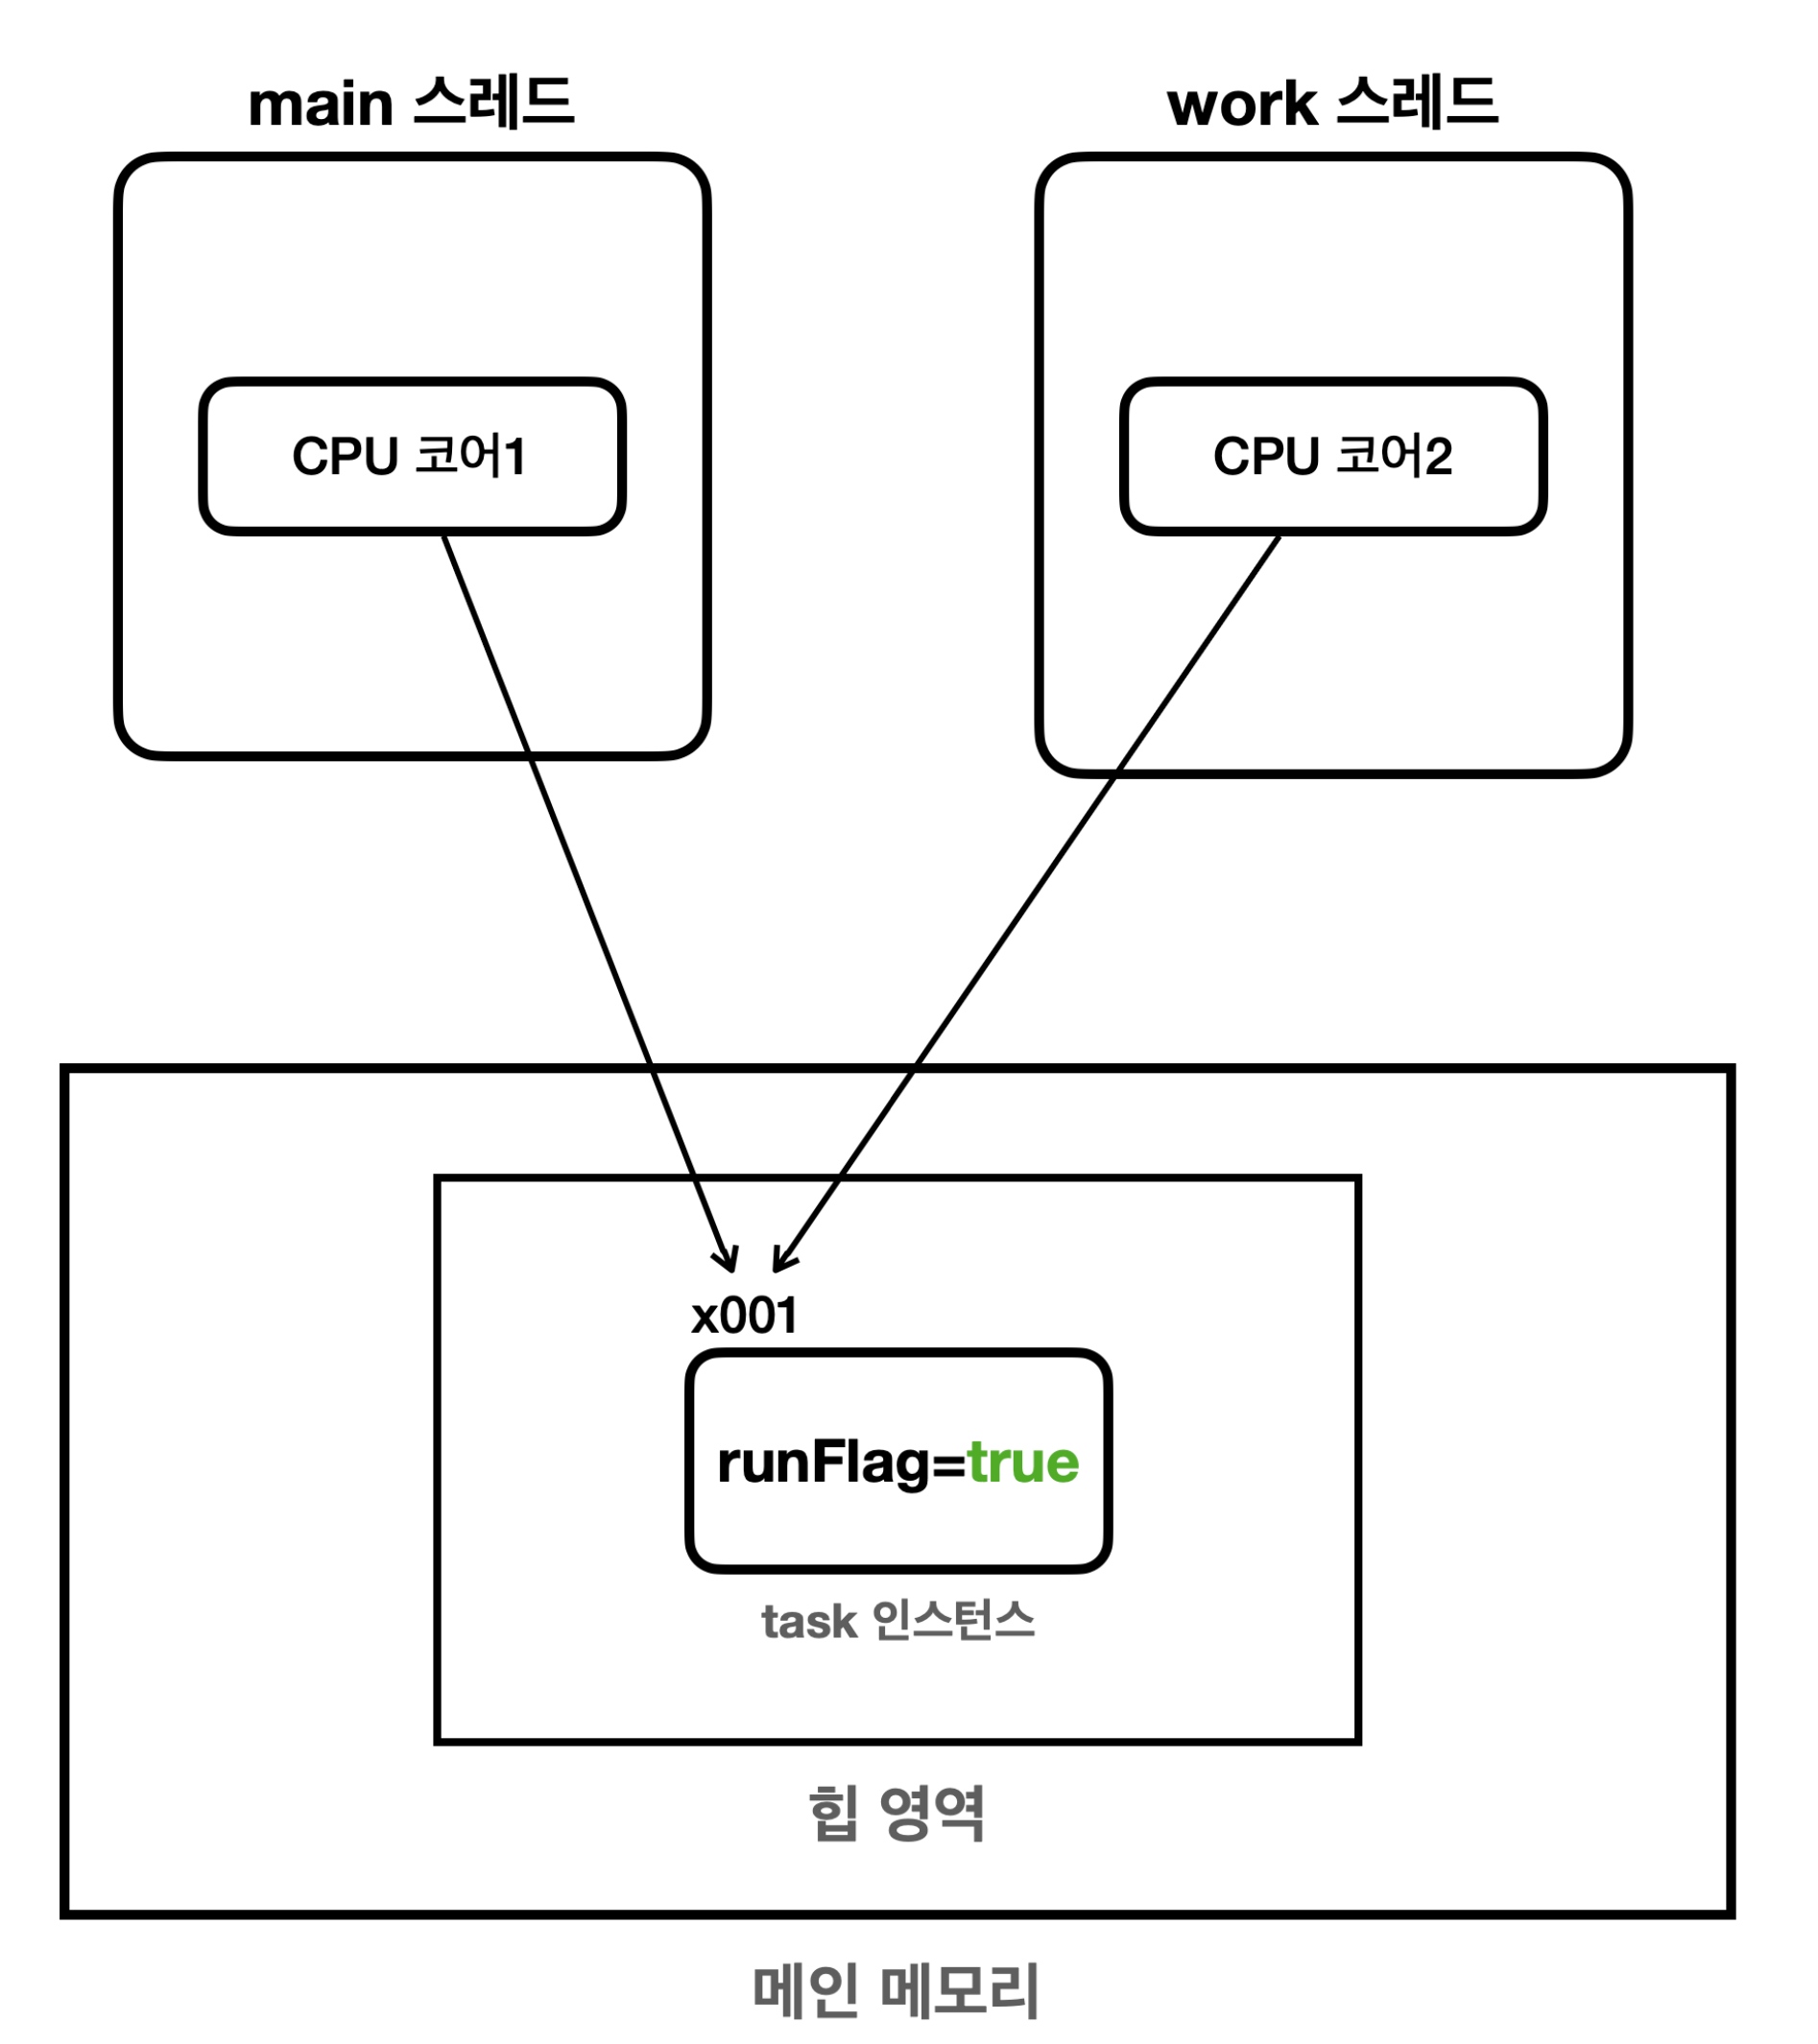 main 스레드
work 스레드
CPU 코어1
CPU 코어2
x001
runFlag=true
task 인스턴스
힙 영역
메인 메모리